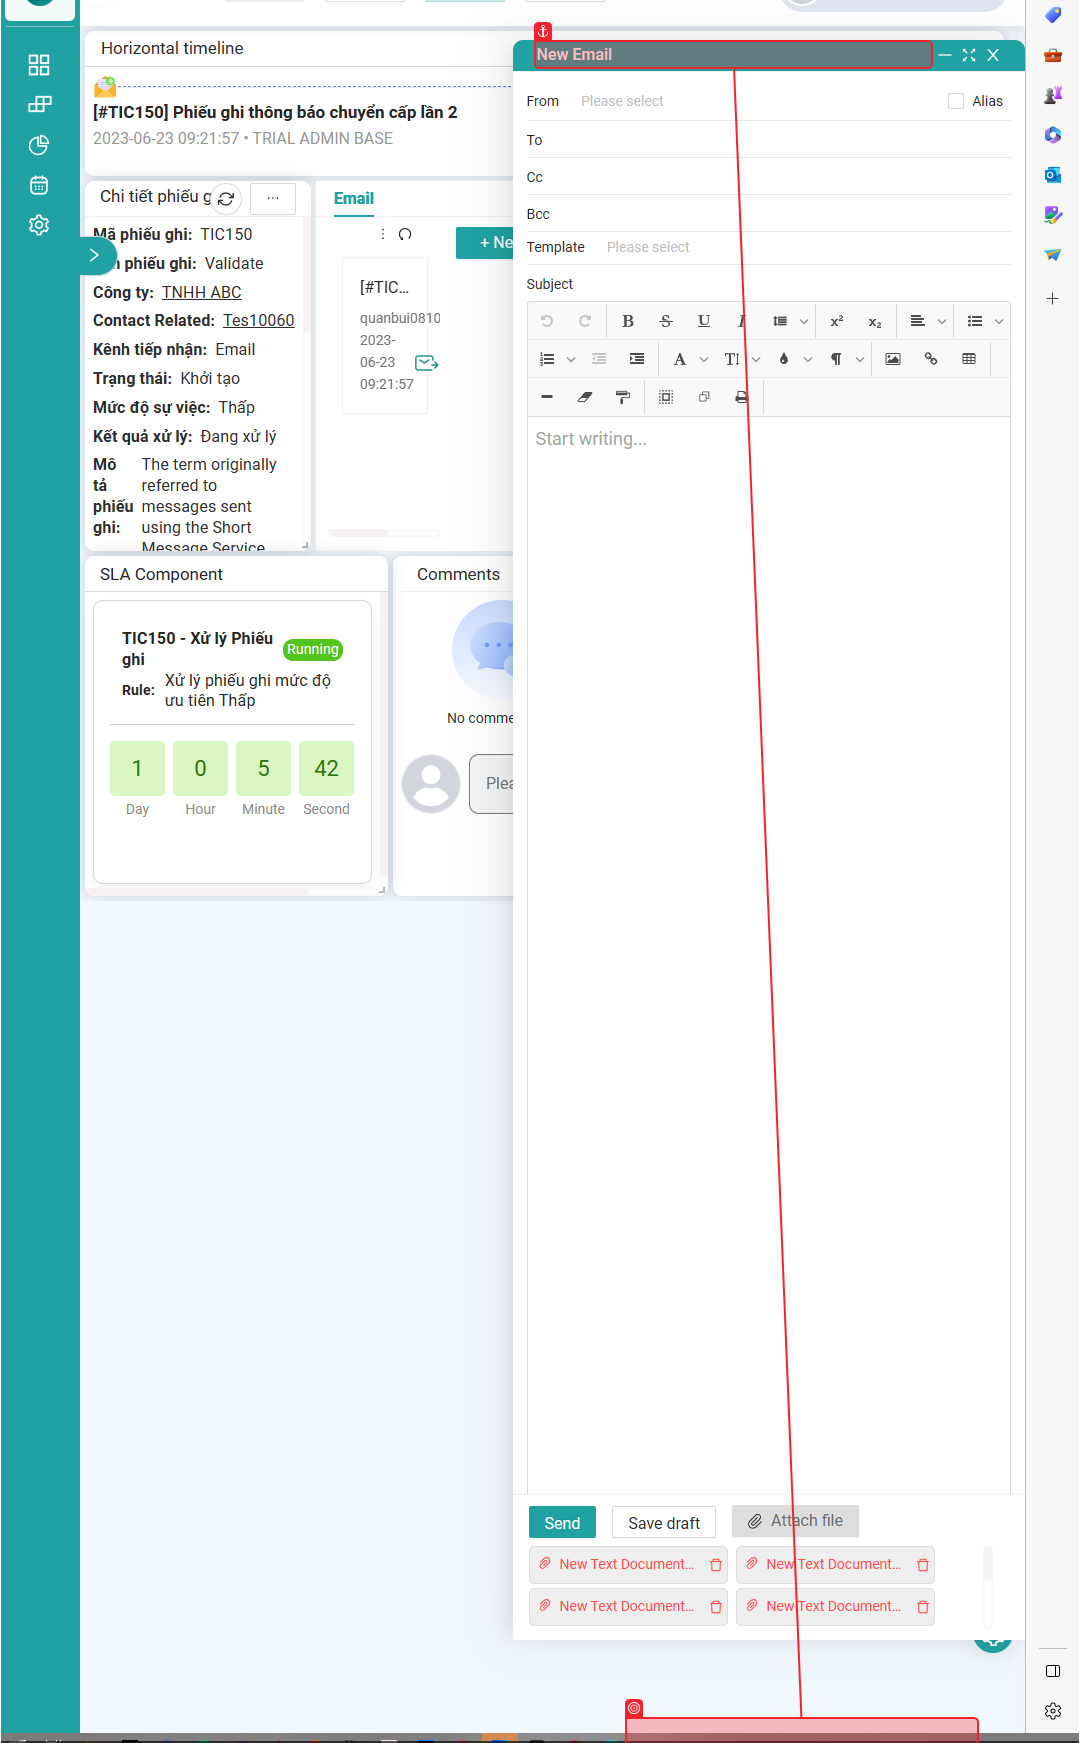 Horizontal timeline
[#TIC150] Phiếu ghi thông báo chuyển cấp lần 2
2023-06-23 09:21:57 • TRIAL ADMIN BASE
Chi tiết phiếu g
...
Mã phiếu ghi: TIC150
phiếu ghi: Validate
Công ty: TNHH ABC
Contact Related: Tes10060
Kênh tiếp nhận: Email
Trạng thái: Khởi tạo
Mức độ sự việc: Thấp
Kết quả xử lý: Đang xử lý
Mô tả phiếu ghi: The term originally
referred to
messages sent
using the Short
Message Service
Email
+ Ne
[#TIC...
quanbui0810
2023-
06-23
09:21:57
SLA Component
TIC150 - Xử lý Phiếu
ghi
Running
Rule: Xử lý phiếu ghi mức độ
ưu tiên Thấp
1 0 5 42
Day Hour Minute Second
Comments
No comme
Plea
New Email
From Please select
Alias
To
Cc
Bcc
Template Please select
Subject
Start writing...
Send
Save draft
Attach file
New Text Document...
New Text Document...
New Text Document...
New Text Document...